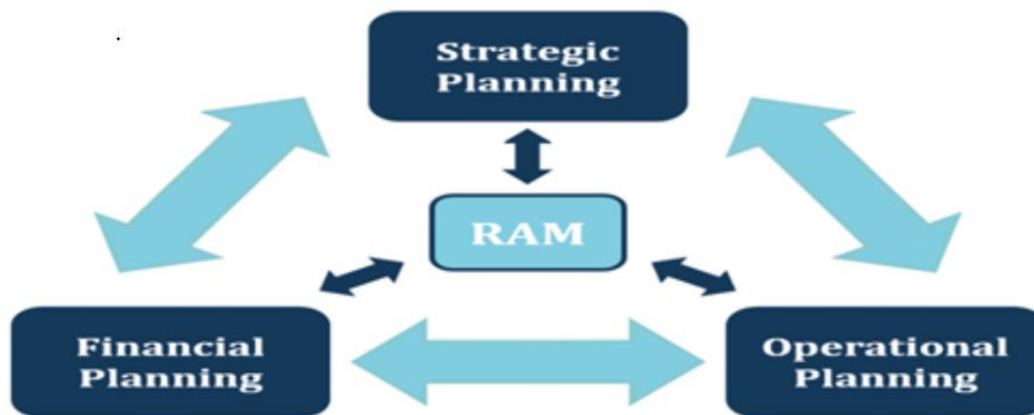 Strategic
Planning
RAM
Financial
Planning
Operational
Planning